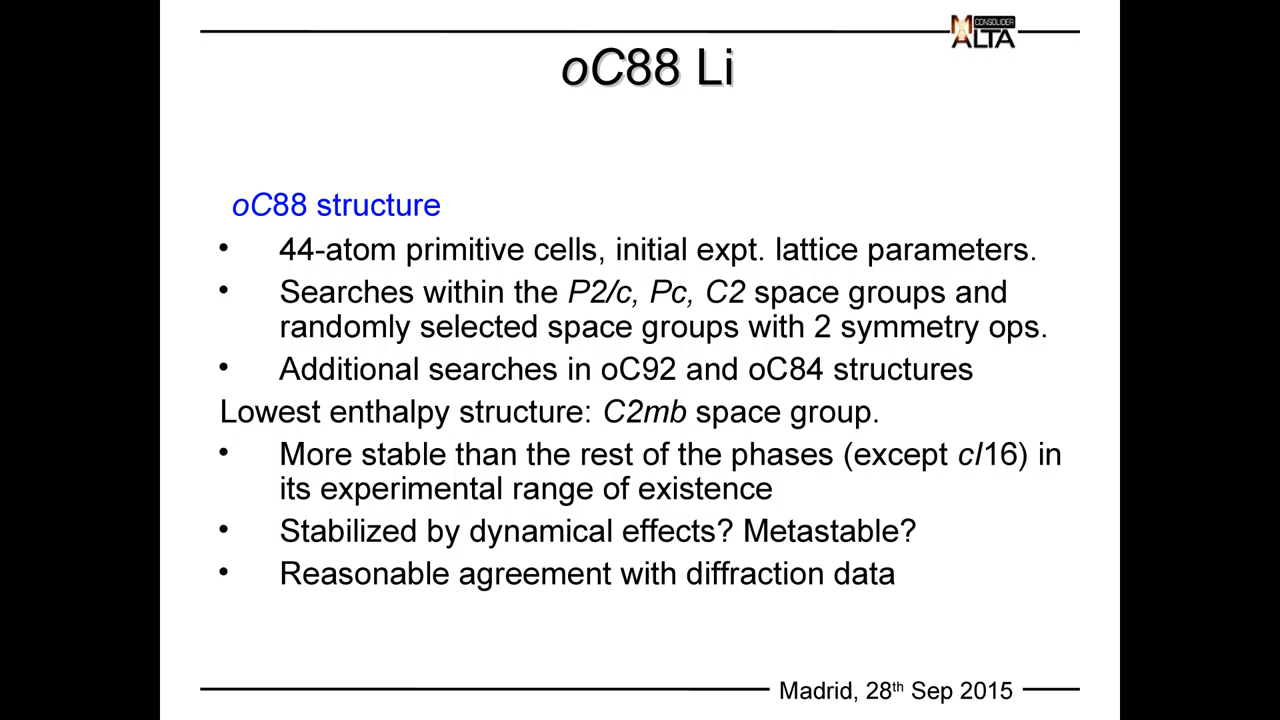 CONSOLIDER
MALTA
oC88 Li
oC88 structure
• 44-atom primitive cells, initial expt. lattice parameters.
• Searches within the P2/c, Pc, C2 space groups and
randomly selected space groups with 2 symmetry ops.
• Additional searches in oC92 and oC84 structures
Lowest enthalpy structure: C2mb space group.
• More stable than the rest of the phases (except cI16) in
its experimental range of existence
• Stabilized by dynamical effects? Metastable?
• Reasonable agreement with diffraction data
Madrid, 28th Sep 2015